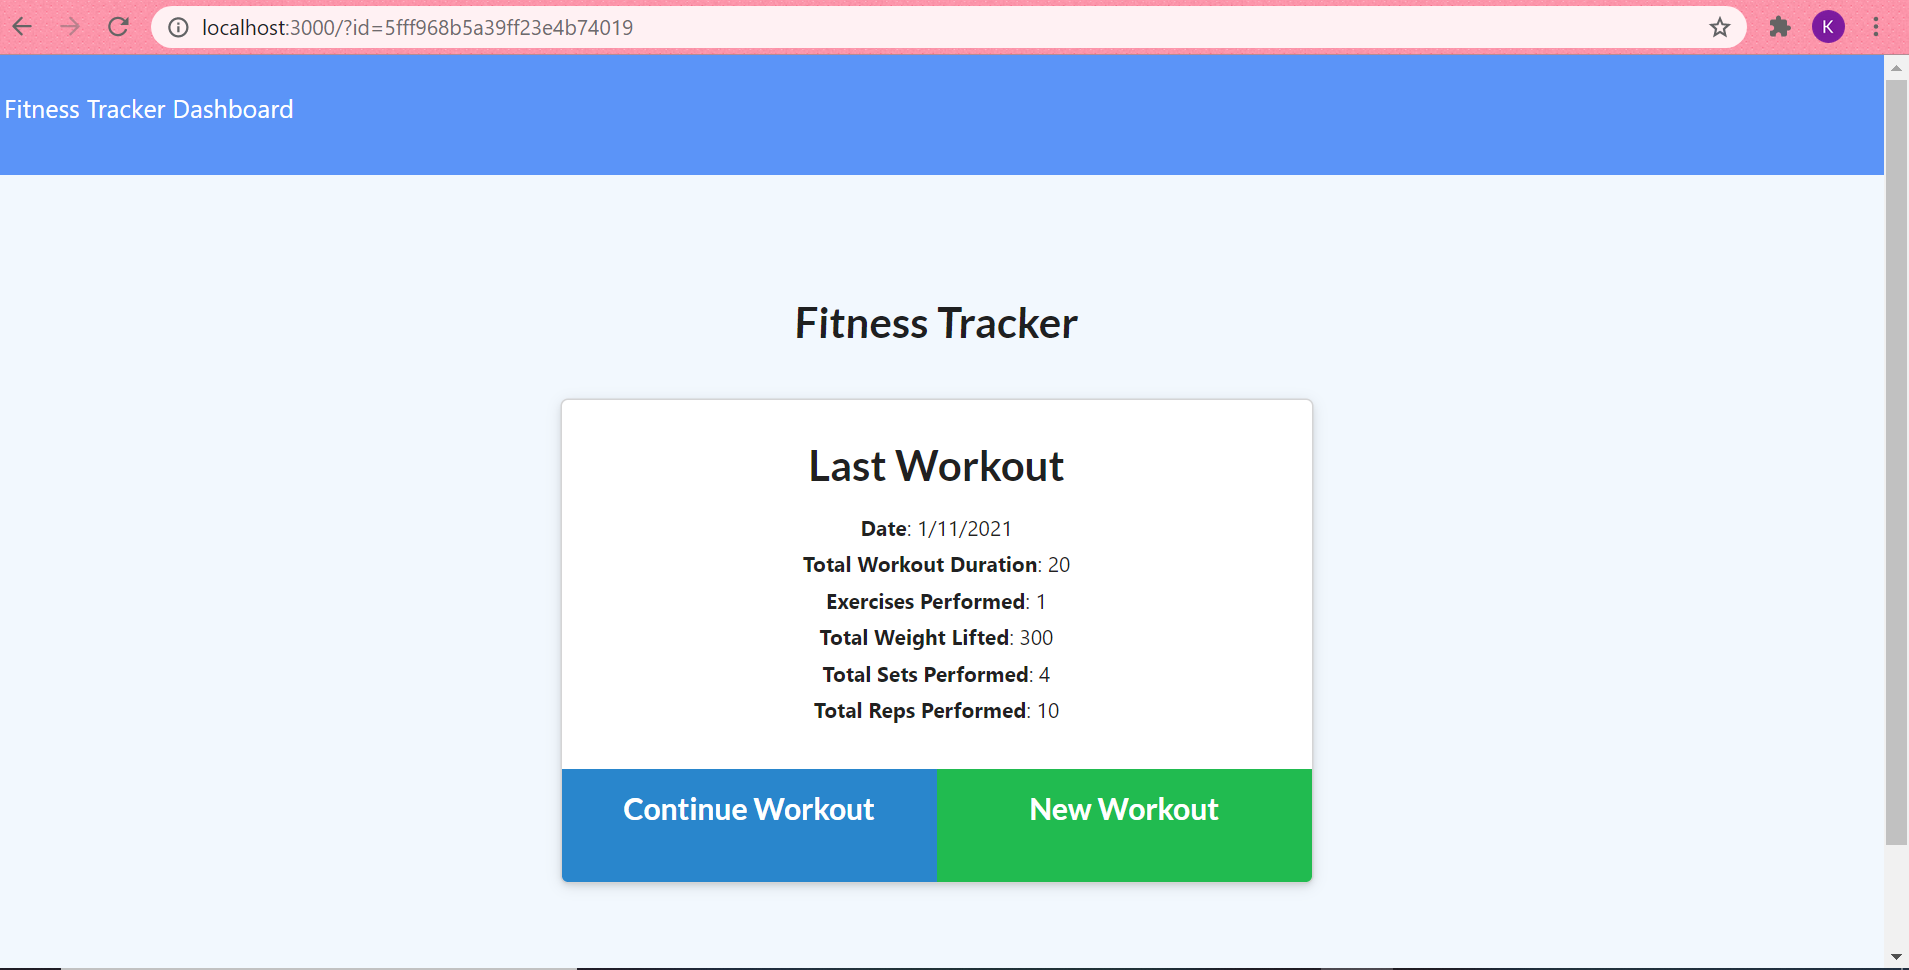 localhost:3000/?id=5fff968b5a39ff23e4b74019
K
Fitness Tracker Dashboard
Fitness Tracker
Last Workout
Date: 1/11/2021
Total Workout Duration: 20
Exercises Performed: 1
Total Weight Lifted: 300
Total Sets Performed: 4
Total Reps Performed: 10
Continue Workout
New Workout